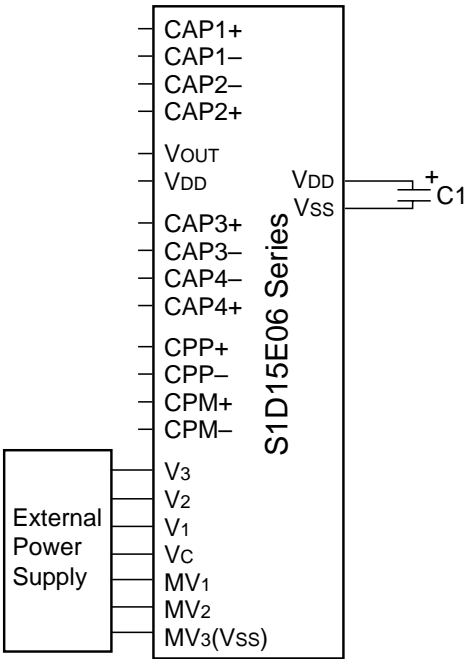 CAP1+
CAP1–
CAP2–
CAP2+
VOUT
VDD
CAP3+
CAP3–
CAP4–
CAP4+
CPP+
CPP–
CPM+
CPM–
V3
V2
V1
VC
MV1
MV2
MV3(VSS)
External
Power
Supply
S1D15E06 Series
VDD
VSS
+
C1